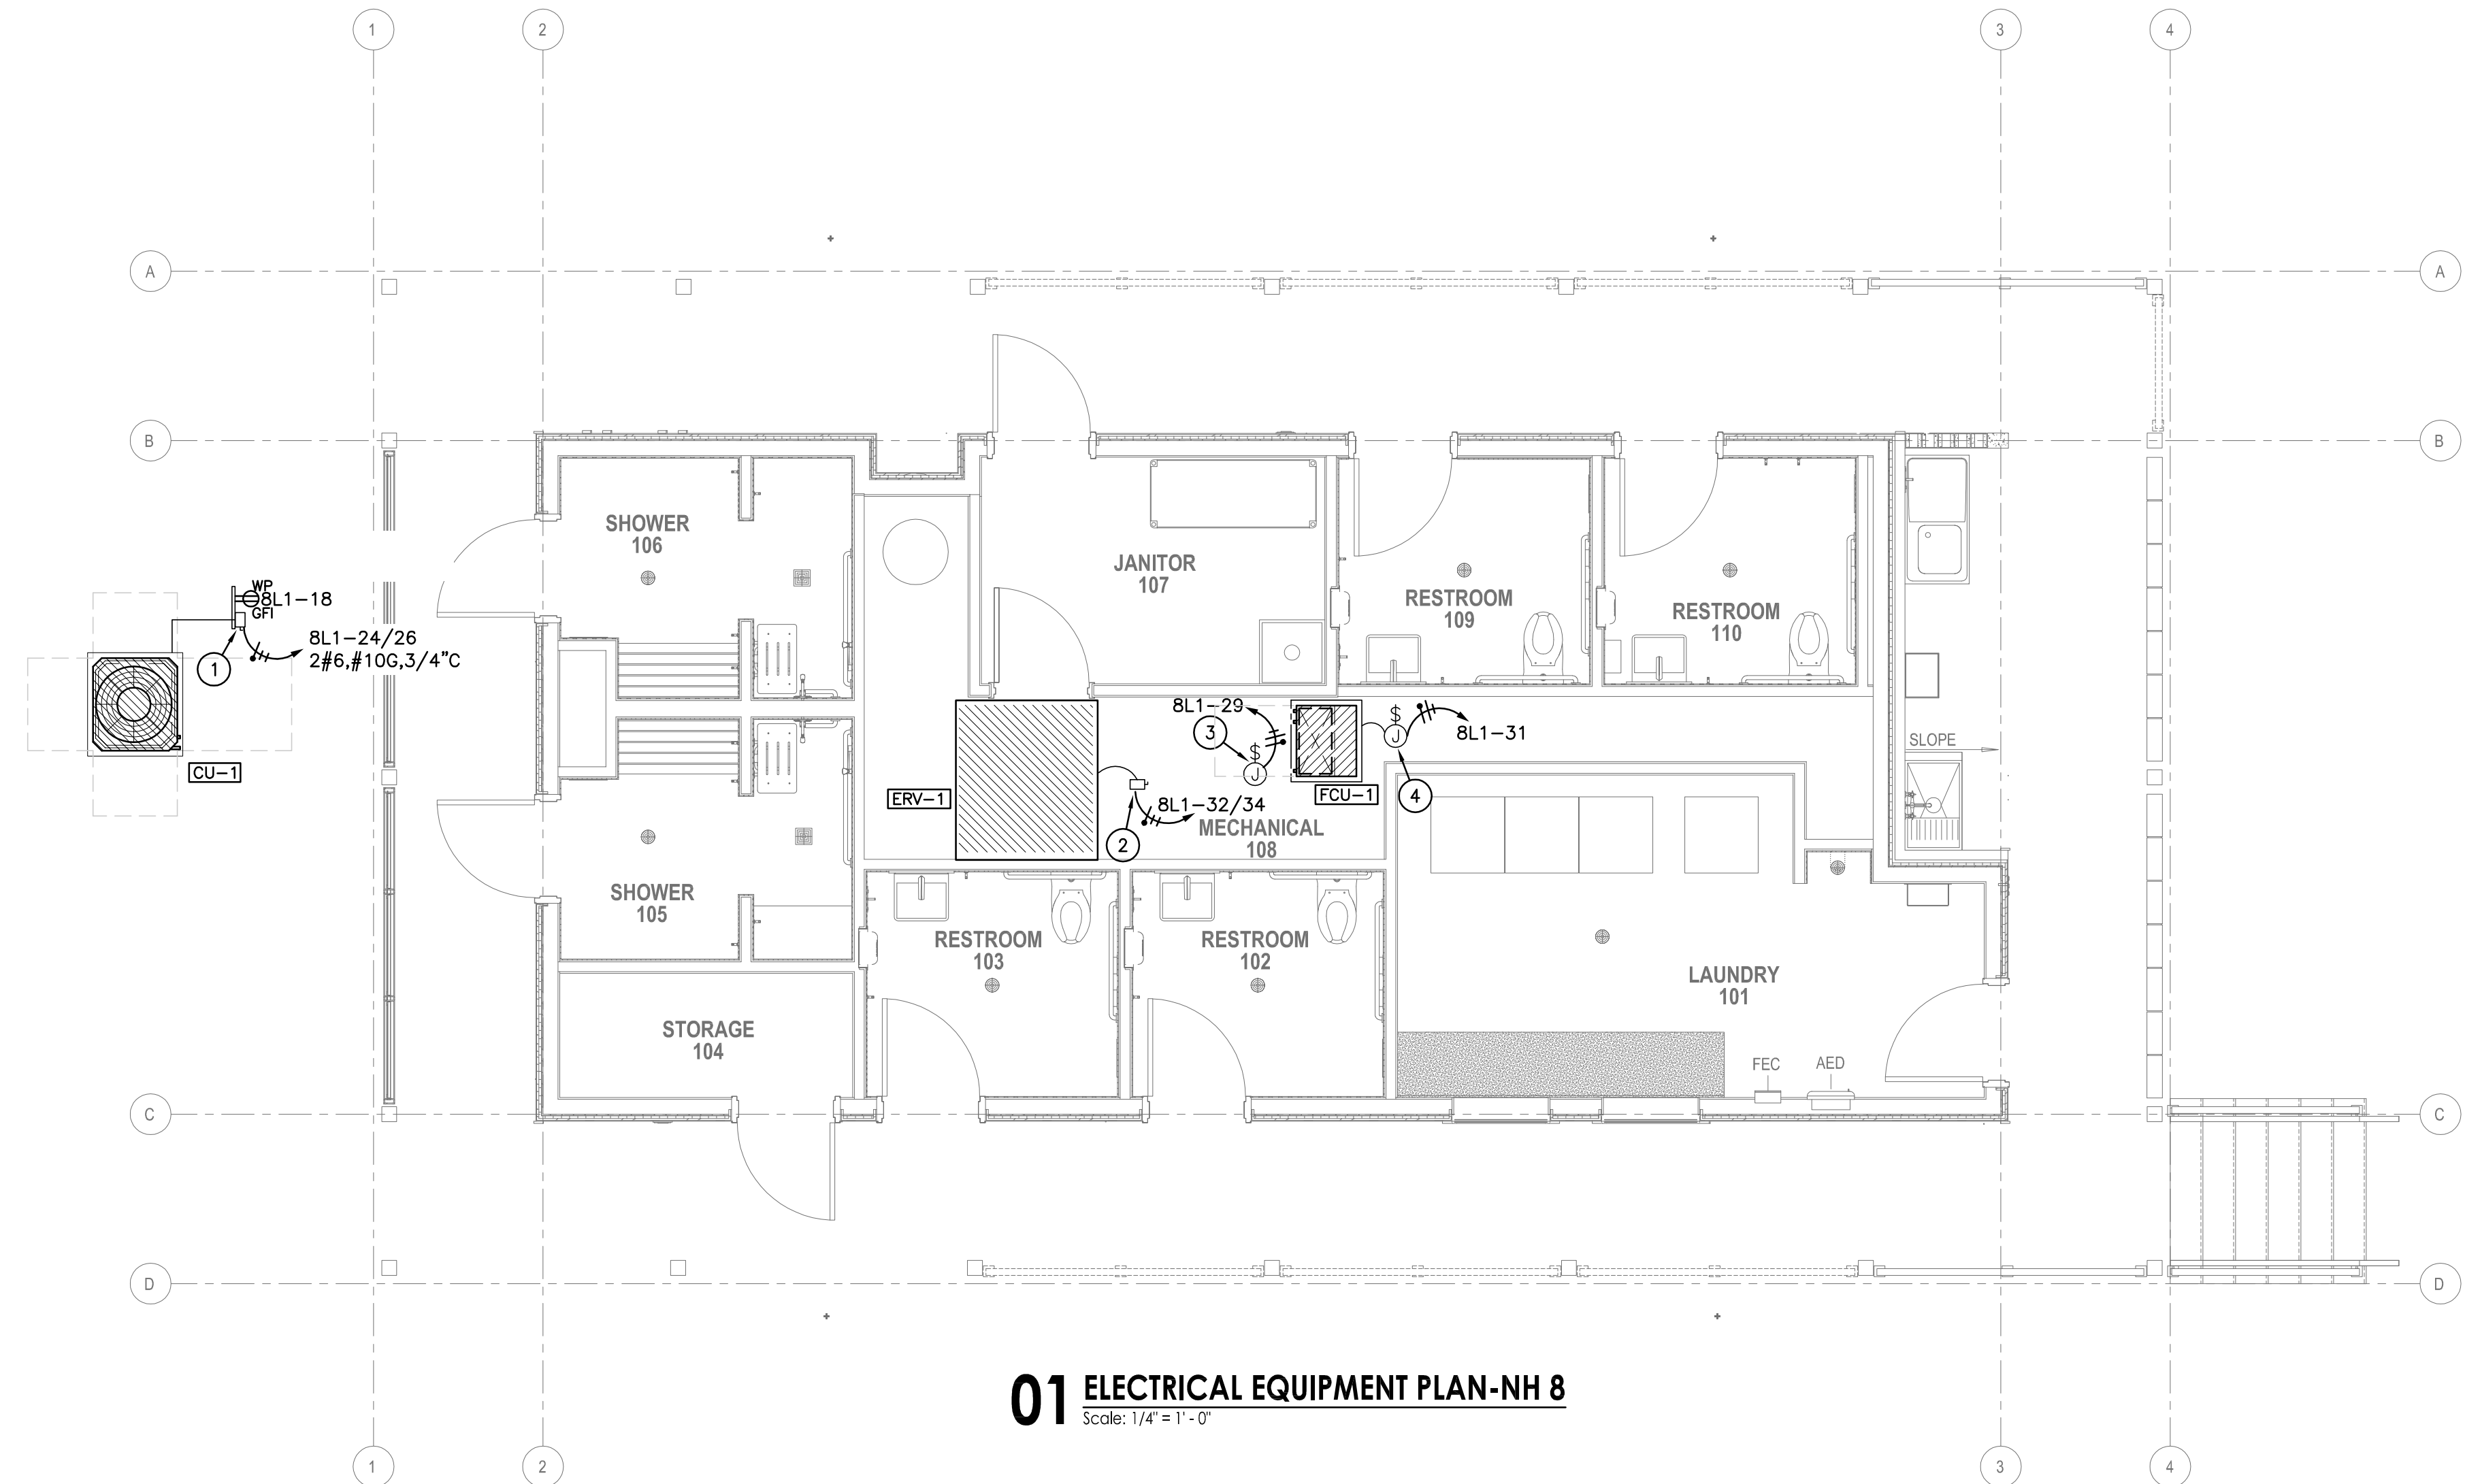 1
2
3
4
A
A
B
B
SHOWER
106
JANITOR
107
RESTROOM
109
RESTROOM
110
WP
8L1-18
GFI
8L1-24/26
2#6,#10G,3/4"C
1
CU-1
8L1-29
3
$
J
$
J
8L1-31
4
FCU-1
SLOPE
ERV-1
8L1-32/34
2
MECHANICAL
108
SHOWER
105
RESTROOM
103
RESTROOM
102
LAUNDRY
101
STORAGE
104
FEC
AED
C
C
D
D
01 ELECTRICAL EQUIPMENT PLAN-NH 8
Scale: 1/4" = 1' - 0"
1
2
3
4